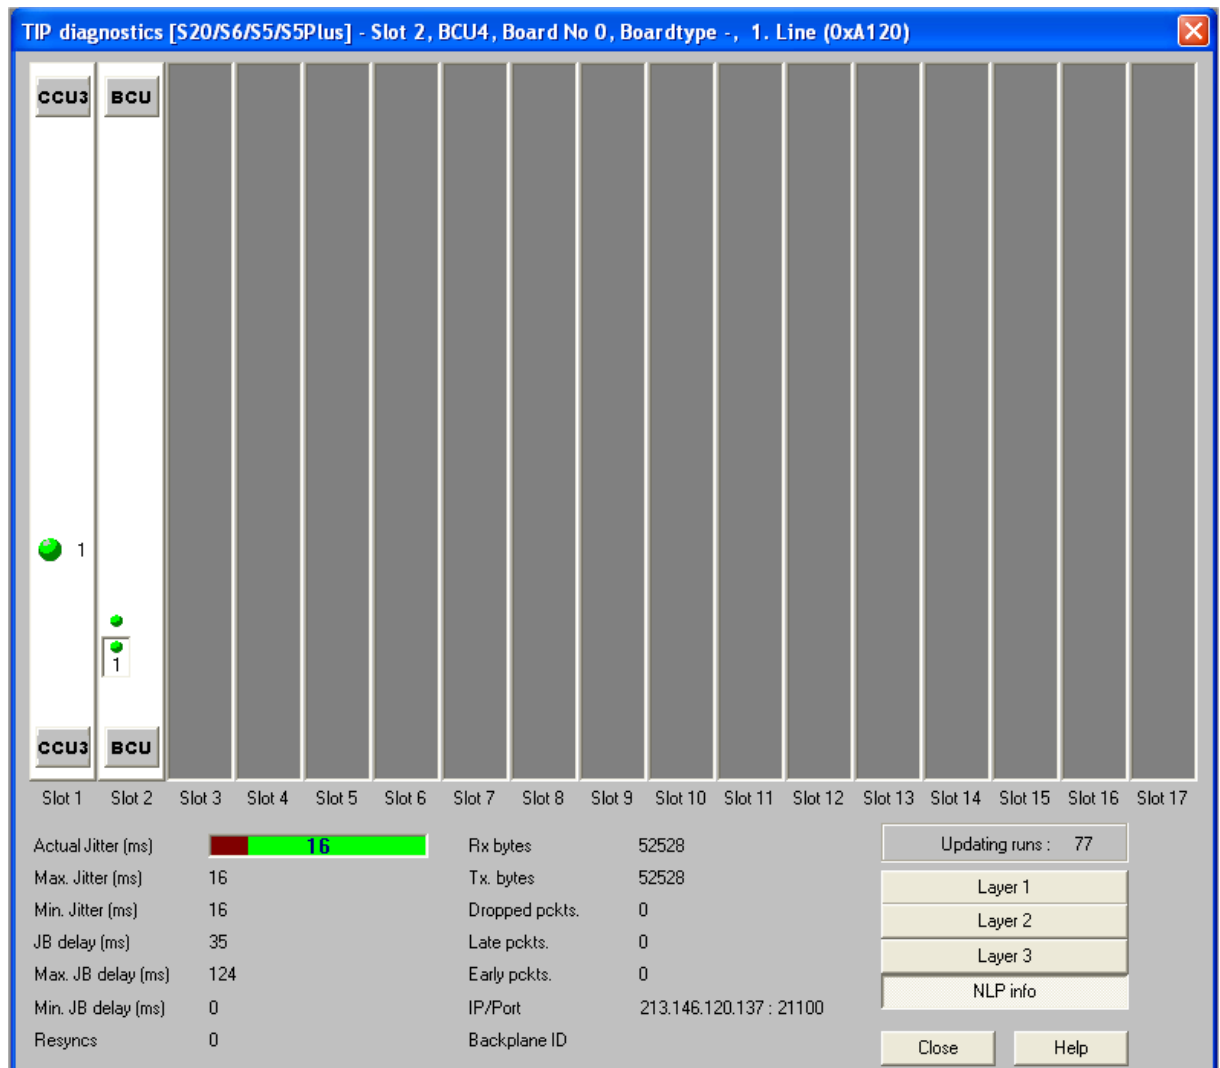 TIP diagnostics [S20/S6/S5/S5Plus] - Slot 2, BCU4, Board No 0, Boardtype -, 1. Line (0xA120)
CCU3 BCU
1
1
CCU3 BCU
Slot 1 Slot 2 Slot 3 Slot 4 Slot 5 Slot 6 Slot 7 Slot 8 Slot 9 Slot 10 Slot 11 Slot 12 Slot 13 Slot 14 Slot 15 Slot 16 Slot 17
Actual Jitter (ms) 16 Rx bytes 52528 Updating runs : 77
Max. Jitter (ms) 16 Tx. bytes 52528 Layer 1
Min. Jitter (ms) 16 Dropped pckts. 0 Layer 2
JB delay (ms) 35 Late pckts. 0 Layer 3
Max. JB delay (ms) 124 Early pckts. 0 NLP info
Min. JB delay (ms) 0 IP/Port 213.146.120.137 : 21100
Resyncs 0 Backplane ID Close Help